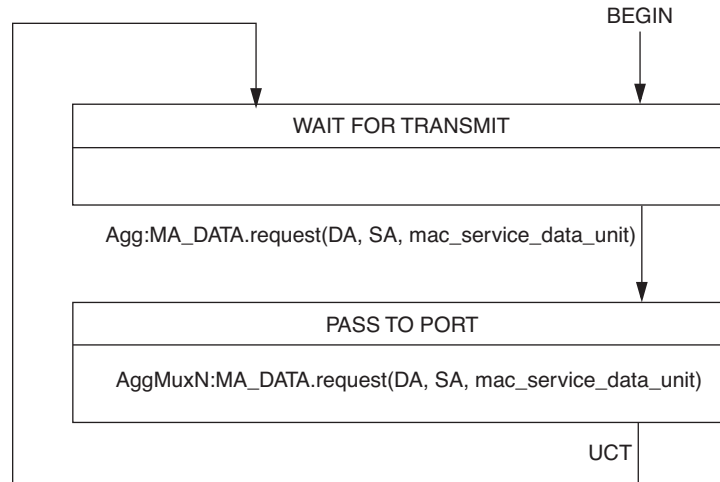 BEGIN
WAIT FOR TRANSMIT
Agg:MA_DATA.request(DA, SA, mac_service_data_unit)
PASS TO PORT
AggMuxN:MA_DATA.request(DA, SA, mac_service_data_unit)
UCT